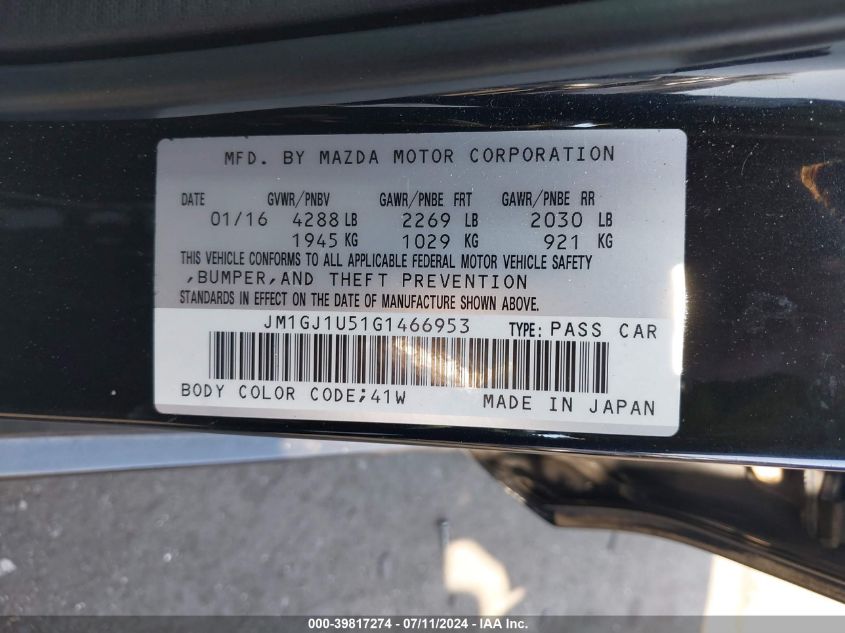 MFD. BY MAZDA MOTOR CORPORATION
DATE GVWR/PNBV GAWR/PNBE FRT GAWR/PNBE RR
01/16 4288 LB 2269 LB 2030 LB
1945 KG 1029 KG 921 KG
THIS VEHICLE CONFORMS TO ALL APPLICABLE FEDERAL MOTOR VEHICLE SAFETY
,BUMPER,AND THEFT PREVENTION
STANDARDS IN EFFECT ON THE DATE OF MANUFACTURE SHOWN ABOVE.
JM1GJ1U51G1466953 TYPE: PASS CAR
BODY COLOR CODE;41W MADE IN JAPAN
000-39817274 - 07/11/2024 - IAA Inc.